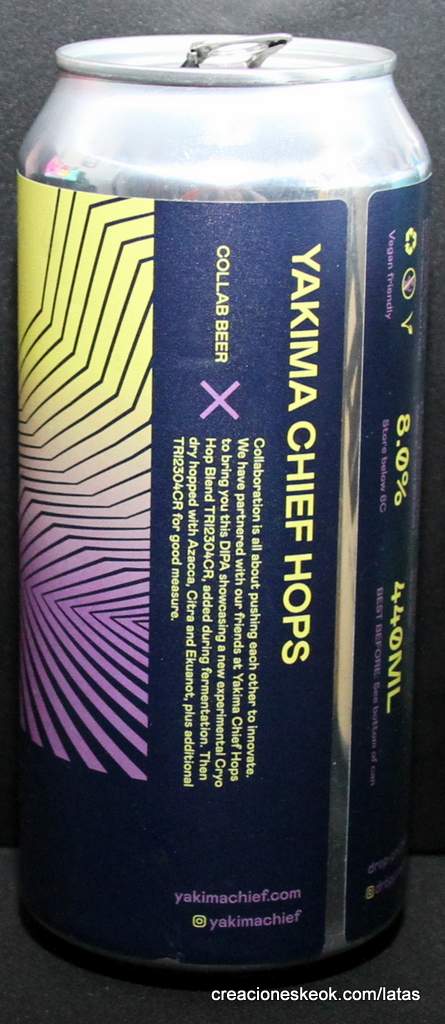 YAKIMA CHIEF HOPS
COLLAB BEER X
Collaboration is all about pushing each other to innovate.
We have partnered with our friends at Yakima Chief Hops
to bring you this DIPA showcasing a new experimental Cryo
Hop Blend TRI2304CR, added during fermentation. Then
dry hopped with Azacca, Citra and Ekuanot, plus additional
TRI2304CR for good measure.
yakimachief.com
yakimachief
Vegan friendly
8.0%
Store below 6C
440ML
BEST BEFORE: See bottom of can
creacioneskeok.com/latas